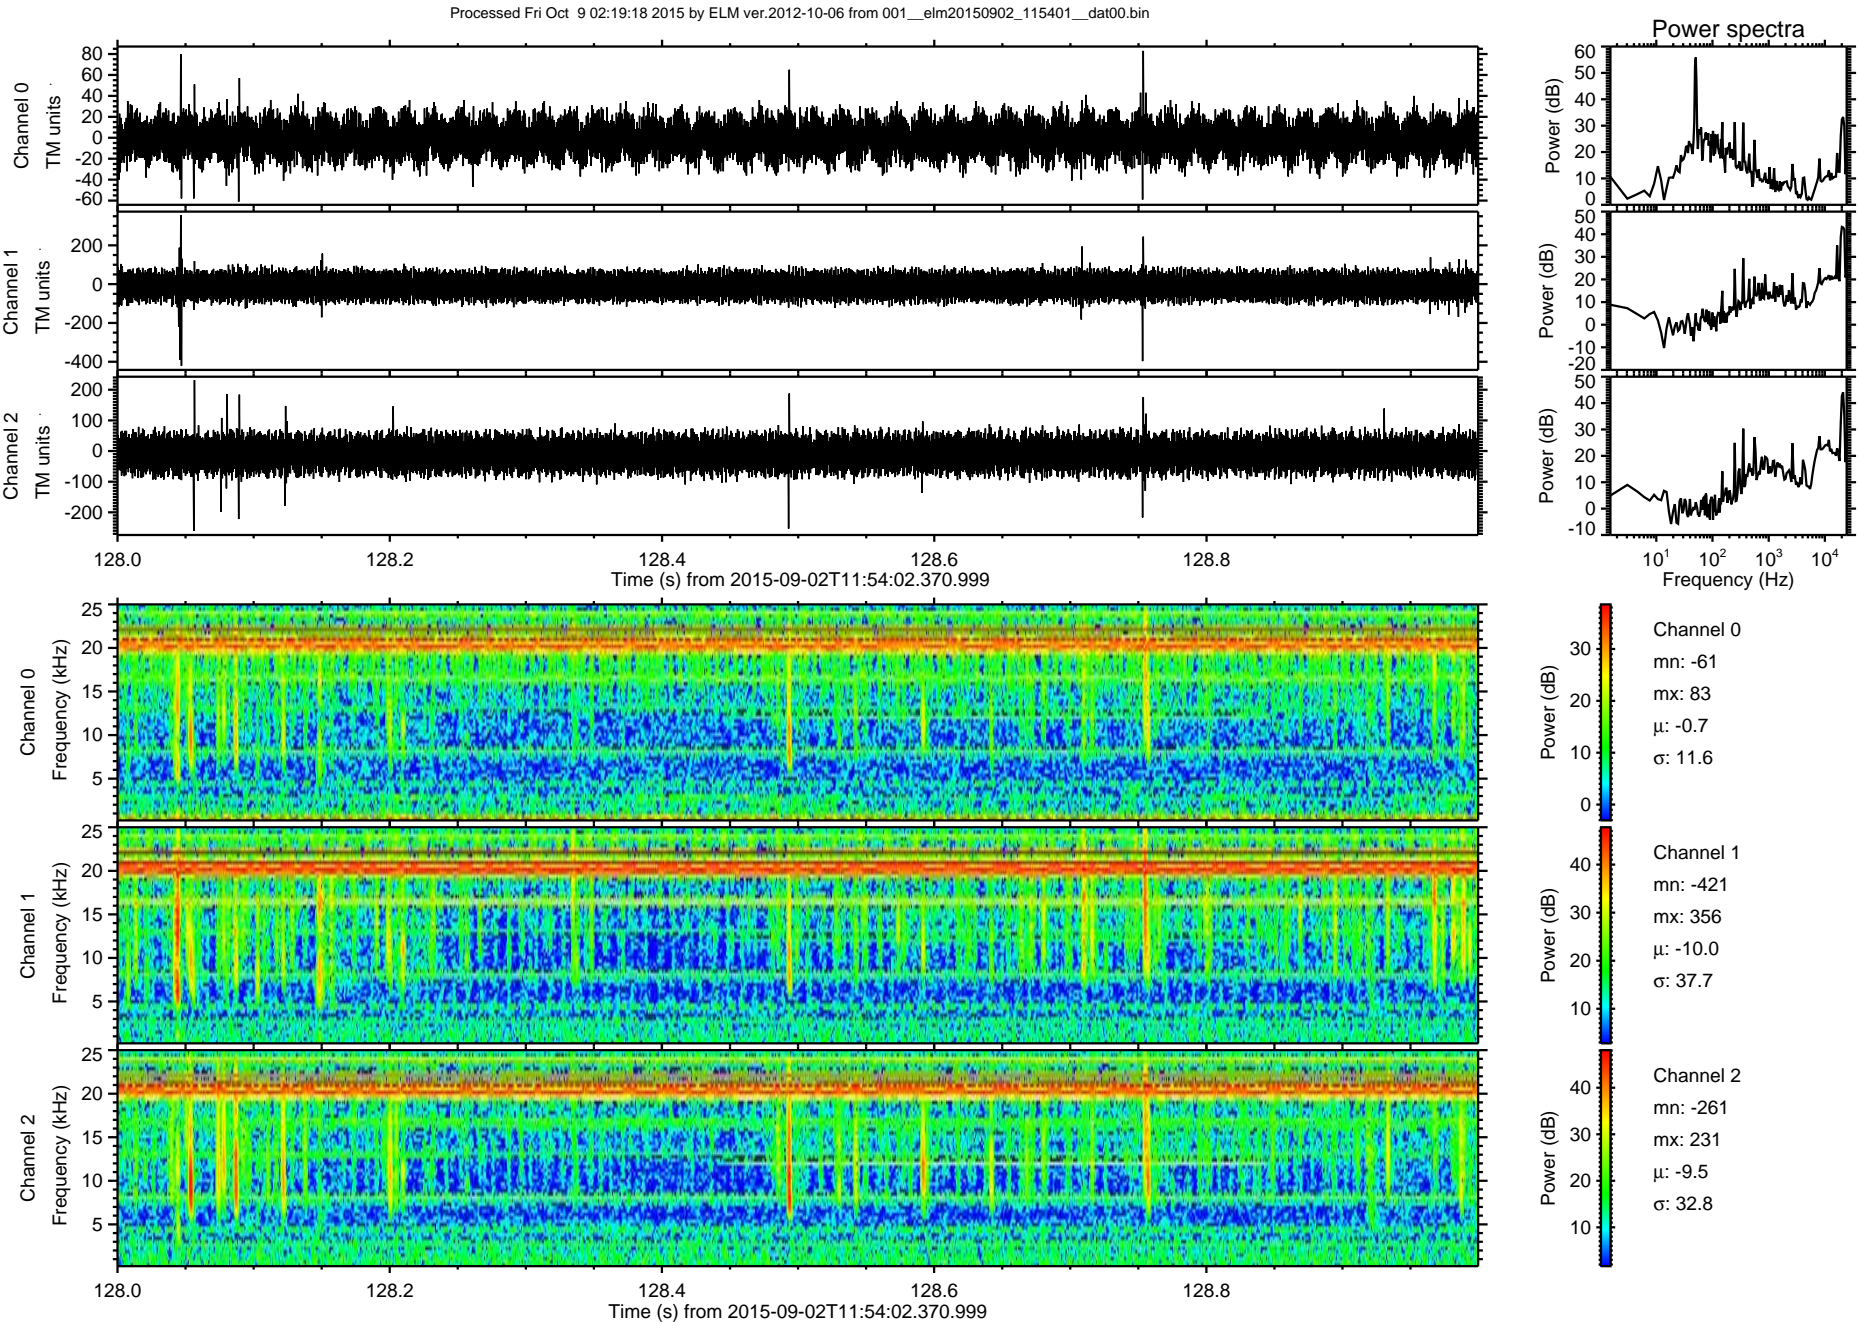 Processed Fri Oct  9 02:19:18 2015 by ELM ver.2012-10-06 from 001__elm20150902_115401__dat00.bin
Power spectra
Channel 0
TM units
80
60
40
20
0
-20
-40
-60
Power (dB)
60
50
40
30
20
10
0
Channel 1
TM units
200
0
-200
-400
Power (dB)
50
40
30
20
10
0
-10
-20
Channel 2
TM units
200
100
0
-100
-200
Power (dB)
50
40
30
20
10
0
-10
128.0 128.2 128.4 128.6 128.8
Time (s) from 2015-09-02T11:54:02.370.999
10¹ 10² 10³ 10⁴
Frequency (Hz)
Channel 0
Frequency (kHz)
25
20
15
10
5
Power (dB)
30
20
10
0
Channel 0
mn: -61
mx: 83
μ: -0.7
σ: 11.6
Channel 1
Frequency (kHz)
25
20
15
10
5
Power (dB)
40
30
20
10
Channel 1
mn: -421
mx: 356
μ: -10.0
σ: 37.7
Channel 2
Frequency (kHz)
25
20
15
10
5
Power (dB)
40
30
20
10
Channel 2
mn: -261
mx: 231
μ: -9.5
σ: 32.8
128.0 128.2 128.4 128.6 128.8
Time (s) from 2015-09-02T11:54:02.370.999